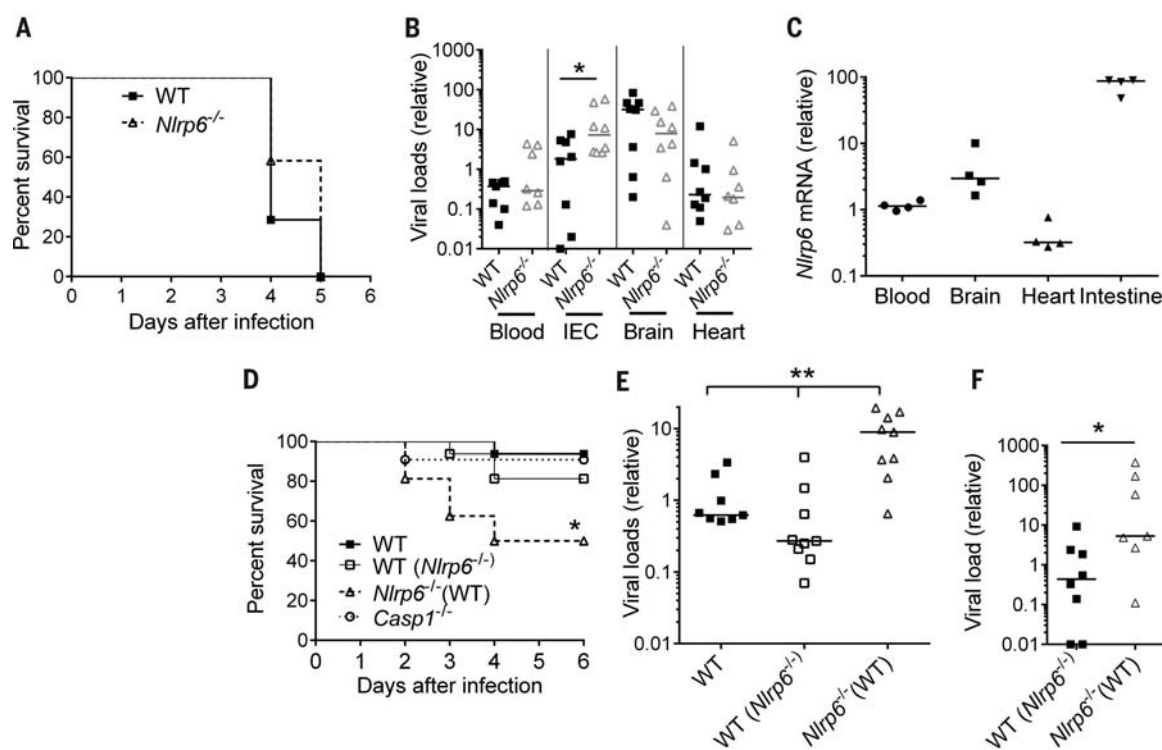 A
Percent survival
100
80
60
40
20
0
WT
Nlrp6-/-
0 1 2 3 4 5 6
Days after infection
B
Viral loads (relative)
1000
100
10
1
0.1
0.01
*
WT Nlrp6-/- WT Nlrp6-/- WT Nlrp6-/- WT Nlrp6-/-
Blood IEC Brain Heart
C
Nlrp6 mRNA (relative)
100
10
1
0.1
Blood Brain Heart Intestine
D
Percent survival
100
80
60
40
20
0
*
WT
WT (Nlrp6-/-)
Nlrp6-/-(WT)
Casp1-/-
0 1 2 3 4 5 6
Days after infection
E
Viral loads (relative)
**
10
1
0.1
0.01
WT WT (Nlrp6-/-) Nlrp6-/-(WT)
F
Viral load (relative)
*
1000
100
10
1
0.1
0.01
WT (Nlrp6-/-) Nlrp6-/-(WT)